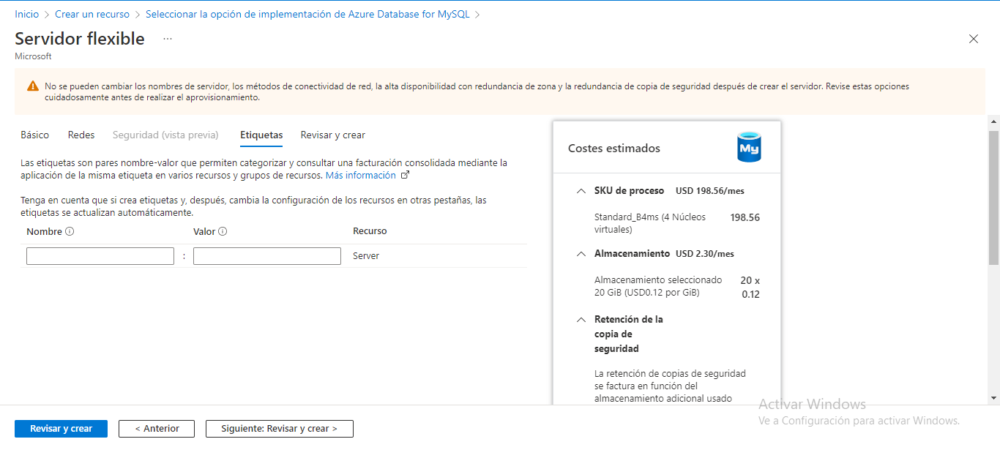 Inicio > Crear un recurso > Seleccionar la opción de implementación de Azure Database for MySQL >
Servidor flexible ...
Microsoft
No se pueden cambiar los nombres de servidor, los métodos de conectividad de red, la alta disponibilidad con redundancia de zona y la redundancia de copia de seguridad después de crear el servidor. Revise estas opciones
cuidadosamente antes de realizar el aprovisionamiento.
Básico Redes Seguridad (vista previa) Etiquetas Revisar y crear
Las etiquetas son pares nombre-valor que permiten categorizar y consultar una facturación consolidada mediante la
aplicación de la misma etiqueta en varios recursos y grupos de recursos. Más información
Tenga en cuenta que si crea etiquetas y, después, cambia la configuración de los recursos en otras pestañas, las
etiquetas se actualizan automáticamente.
Nombre Valor Recurso
: Server
Costes estimados
My
SKU de proceso USD 198.56/mes
Standard_B4ms (4 Núcleos 198.56
virtuales)
Almacenamiento USD 2.30/mes
Almacenamiento seleccionado 20 x
20 GiB (USD0.12 por GiB) 0.12
Retención de la
copia de
seguridad
La retención de copias de seguridad
se factura en función del
almacenamiento adicional usado
Activar Windows
Ve a Configuración para activar Windows.
Revisar y crear < Anterior Siguiente: Revisar y crear >